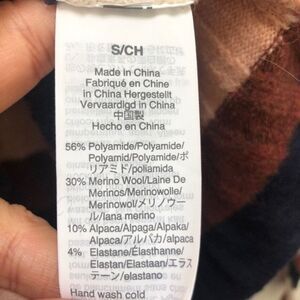 S/CH
Made in China
Fabriqué en Chine
in China Hergestellt
Vervaardigd in China
中国製
Hecho en China
56% Polyamide/Polyamide/
Polyamid/Polyamide/ポ
リアミド/poliamida
30% Merino Wool/Laine De
Merinos/Merinowolle/
Merinowol/メリノウー
ル/lana merino
10% Alpaca/Alpaga/Alpaka/
Alpaca/アルパカ/alpaca
4% Elastane/Élasthanne/
Elastan/Elastaan/エラス
テーン/elastano
Hand wash cold